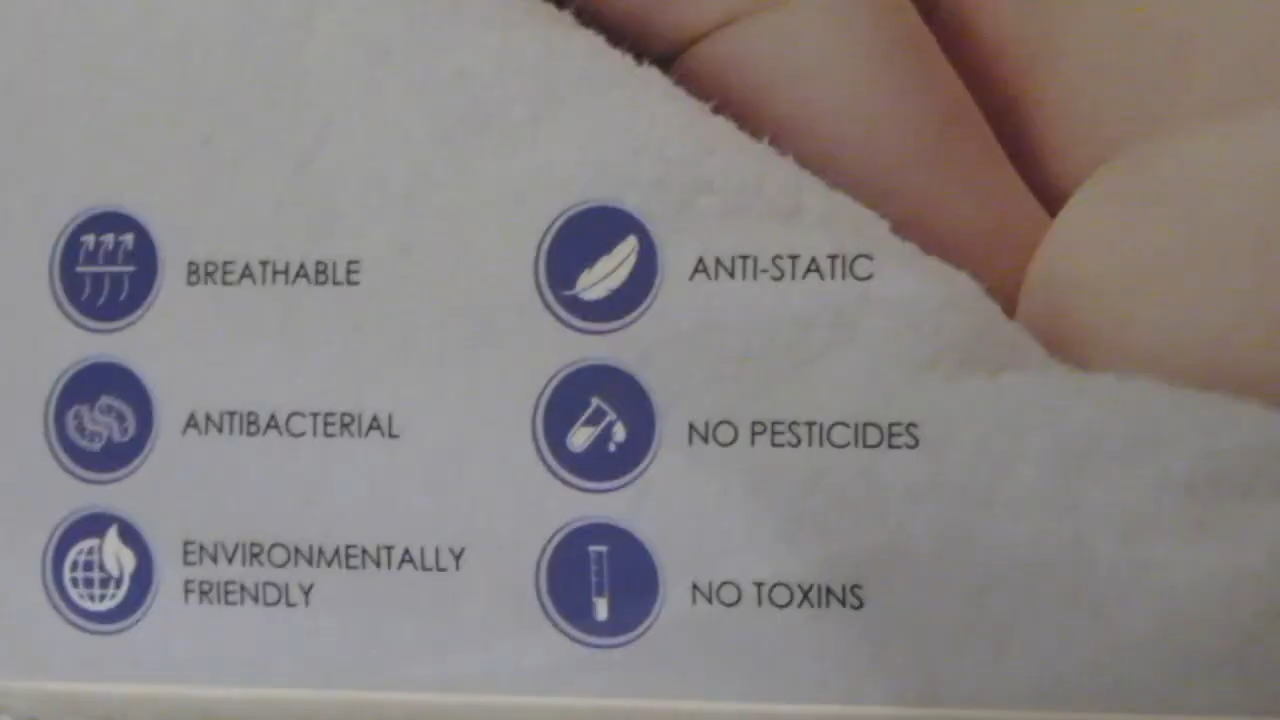 BREATHABLE
ANTIBACTERIAL
ENVIRONMENTALLY
FRIENDLY
ANTI-STATIC
NO PESTICIDES
NO TOXINS